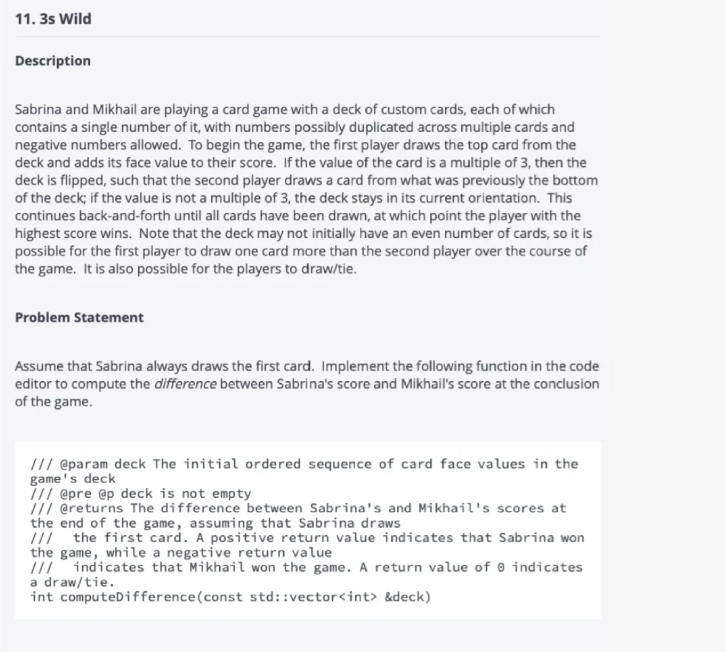 11. 3s Wild
Description
Sabrina and Mikhail are playing a card game with a deck of custom cards, each of which
contains a single number of it, with numbers possibly duplicated across multiple cards and
negative numbers allowed. To begin the game, the first player draws the top card from the
deck and adds its face value to their score. If the value of the card is a multiple of 3, then the
deck is flipped, such that the second player draws a card from what was previously the bottom
of the deck; if the value is not a multiple of 3, the deck stays in its current orientation. This
continues back-and-forth until all cards have been drawn, at which point the player with the
highest score wins. Note that the deck may not initially have an even number of cards, so it is
possible for the first player to draw one card more than the second player over the course of
the game. It is also possible for the players to draw/tie.
Problem Statement
Assume that Sabrina always draws the first card. Implement the following function in the code
editor to compute the difference between Sabrina's score and Mikhail's score at the conclusion
of the game.
/// @param deck The initial ordered sequence of card face values in the
game's deck
/// @pre @p deck is not empty
/// @returns The difference between Sabrina's and Mikhail's scores at
the end of the game, assuming that Sabrina draws
///   the first card. A positive return value indicates that Sabrina won
the game, while a negative return value
///   indicates that Mikhail won the game. A return value of 0 indicates
a draw/tie.
int computeDifference(const std::vector<int> &deck)